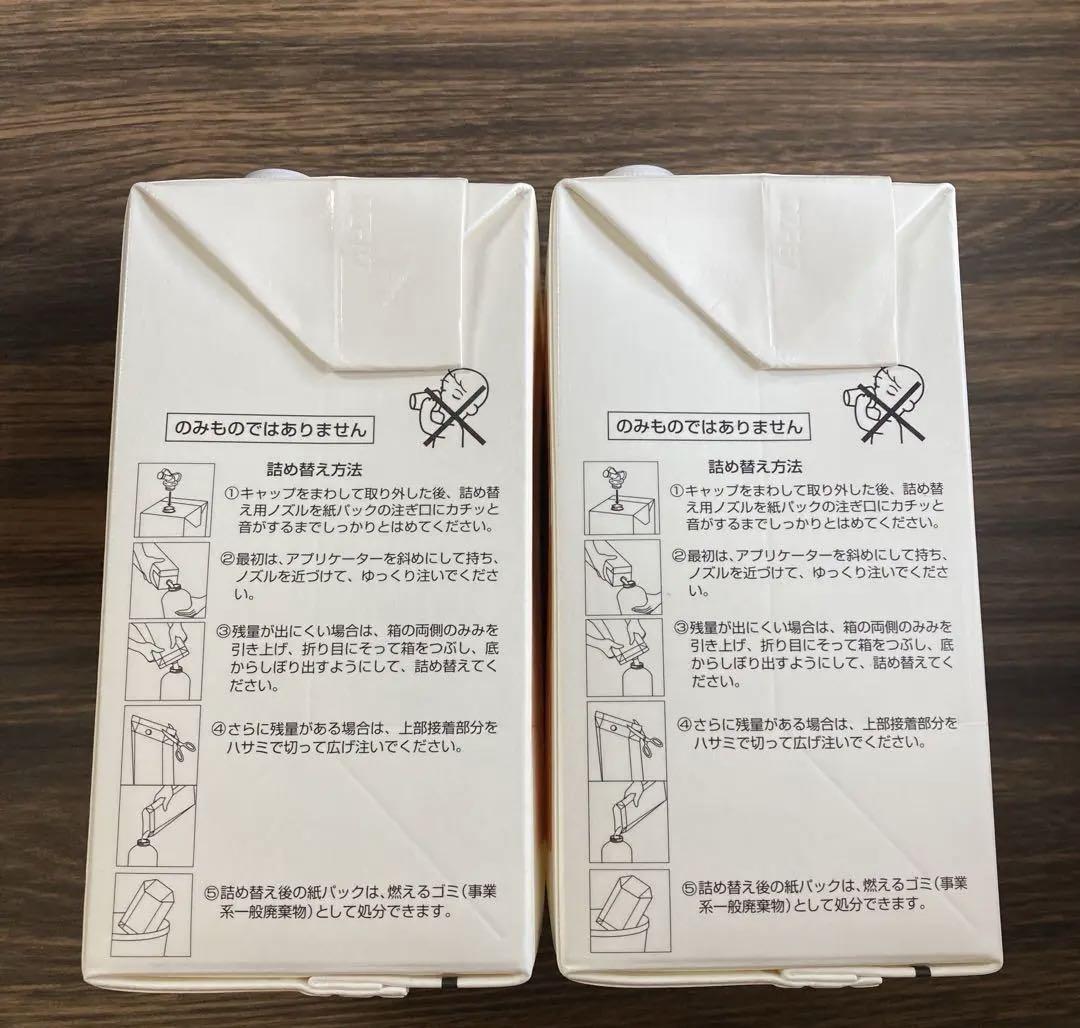 のみものではありません
詰め替え方法
①キャップをまわして取り外した後、詰め替
え用ノズルを紙パックの注ぎ口にカチッと
音がするまでしっかりとはめてください。
②最初は、アプリケーターを斜めにして持ち、
ノズルを近づけて、ゆっくり注いでくださ
い。
③残量が出にくい場合は、箱の両側のみみを
引き上げ、折り目にそって箱をつぶし、底
からしぼり出すようにして、詰め替えてく
ださい。
④さらに残量がある場合は、上部接着部分を
ハサミで切って広げ注いでください。
⑤詰め替え後の紙パックは、燃えるゴミ(事業
系一般廃棄物)として処分できます。
のみものではありません
詰め替え方法
①キャップをまわして取り外した後、詰め替
え用ノズルを紙パックの注ぎ口にカチッと
音がするまでしっかりとはめてください。
②最初は、アプリケーターを斜めにして持ち、
ノズルを近づけて、ゆっくり注いでくださ
い。
③残量が出にくい場合は、箱の両側のみみを
引き上げ、折り目にそって箱をつぶし、底
からしぼり出すようにして、詰め替えてく
ださい。
④さらに残量がある場合は、上部接着部分を
ハサミで切って広げ注いでください。
⑤詰め替え後の紙パックは、燃えるゴミ(事業
系一般廃棄物)として処分できます。